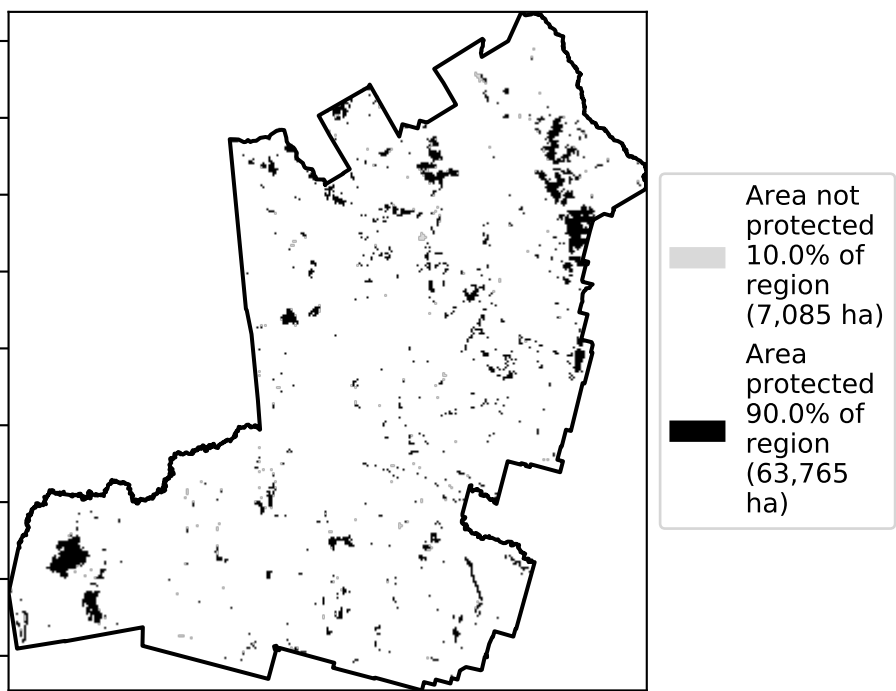 Area not
protected
10.0% of
region
(7,085 ha)
Area
protected
90.0% of
region
(63,765
ha)